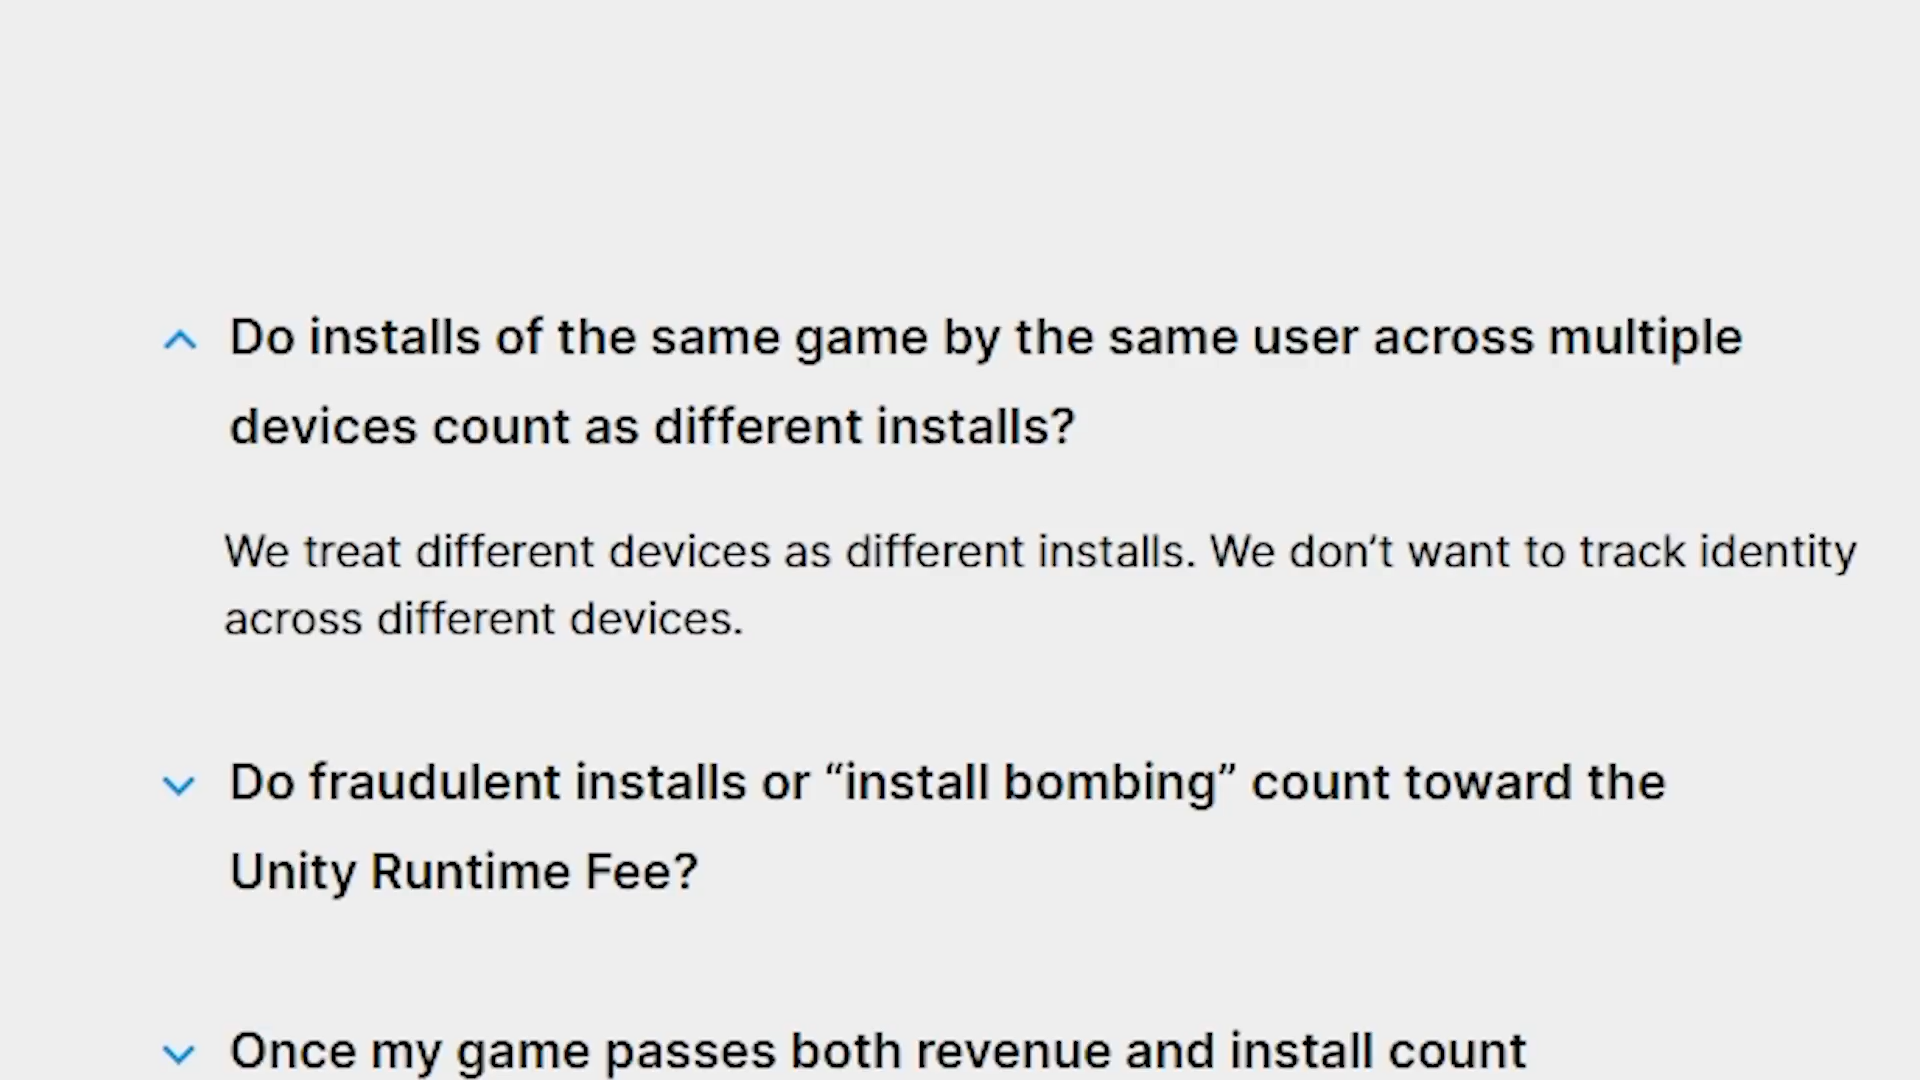 Do installs of the same game by the same user across multiple
devices count as different installs?
We treat different devices as different installs. We don’t want to track identity
across different devices.
Do fraudulent installs or “install bombing” count toward the
Unity Runtime Fee?
Once my game passes both revenue and install count